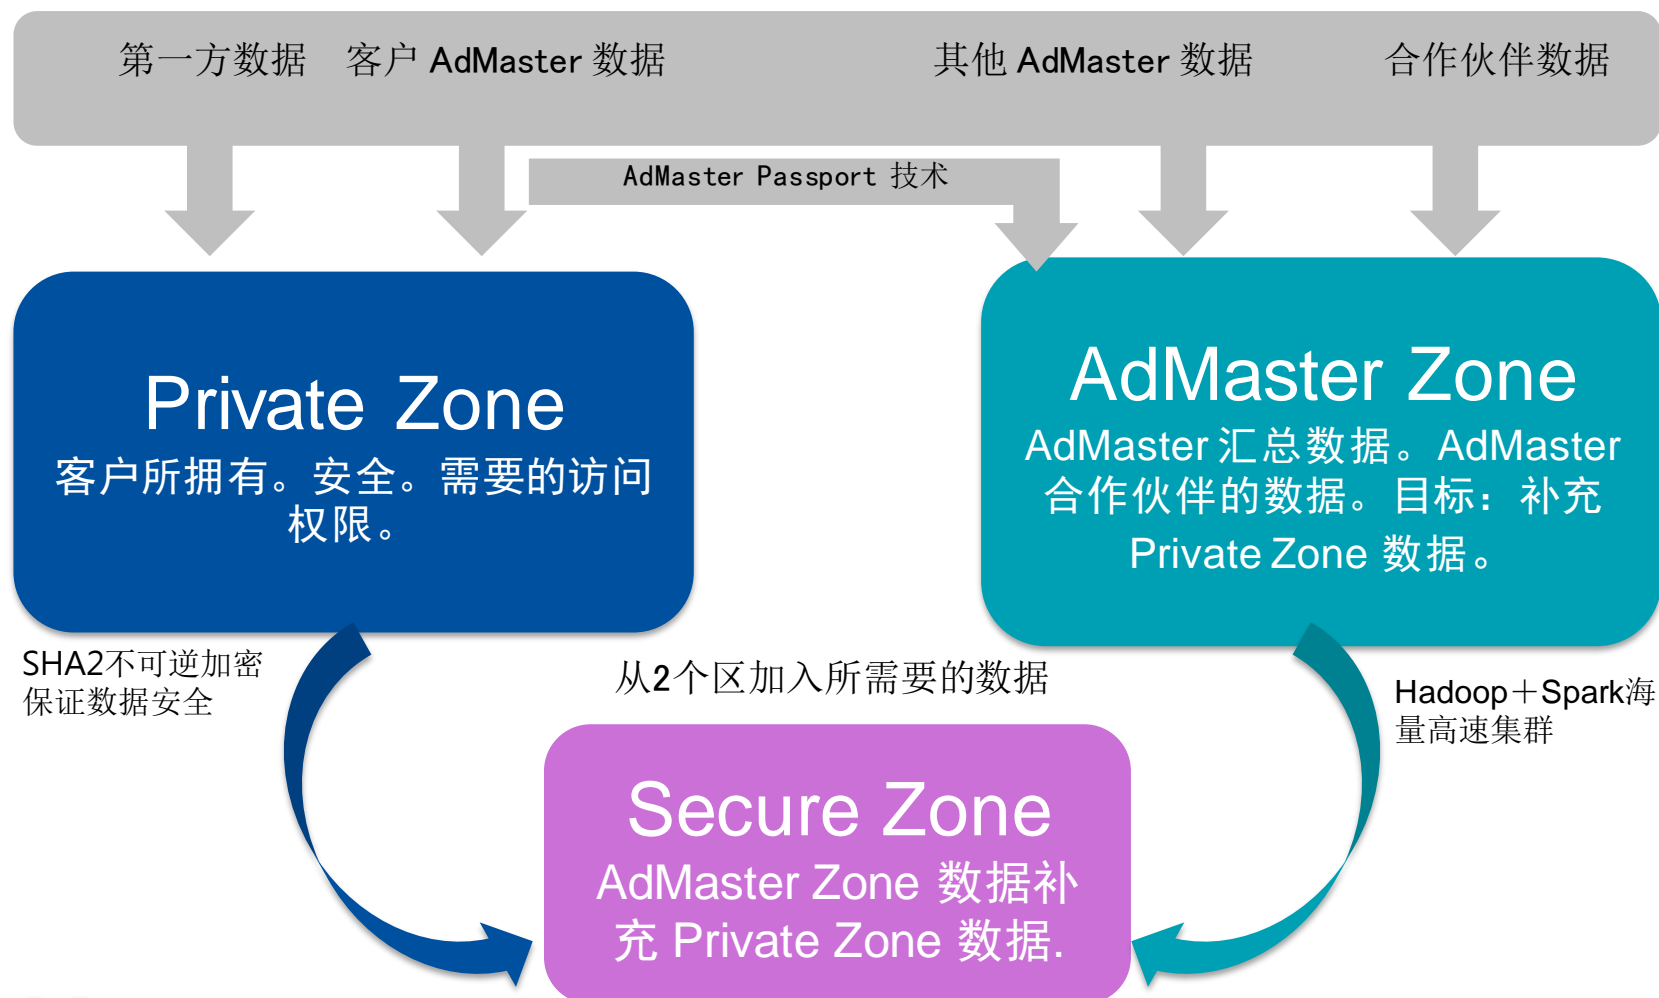 第一方数据 客户 AdMaster 数据 其他 AdMaster 数据 合作伙伴数据
AdMaster Passport 技术
Private Zone
客户所拥有。安全。需要的访问
权限。
AdMaster Zone
AdMaster 汇总数据。AdMaster
合作伙伴的数据。目标：补充
Private Zone 数据。
SHA2不可逆加密
保证数据安全
从2个区加入所需要的数据
Hadoop＋Spark海
量高速集群
Secure Zone
AdMaster Zone 数据补
充 Private Zone 数据.